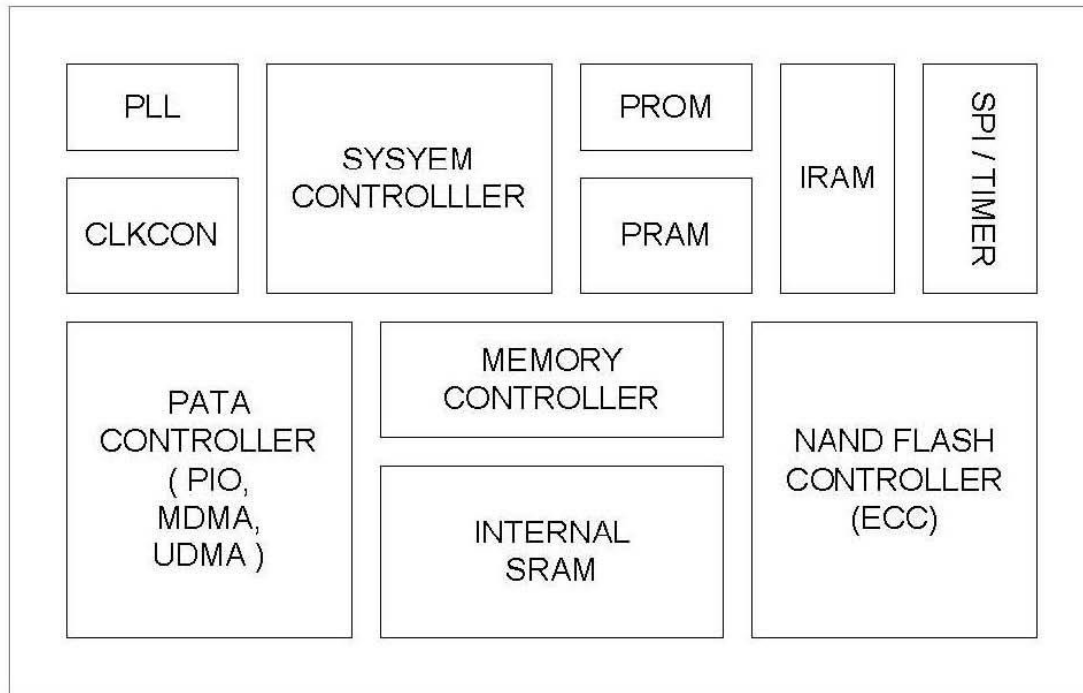 PLL
SYSYEM
CONTROLLLER
PROM
IRAM
SPI / TIMER
CLKCON
PRAM
PATA
CONTROLLER
( PIO,
MDMA,
UDMA )
MEMORY
CONTROLLER
INTERNAL
SRAM
NAND FLASH
CONTROLLER
(ECC)